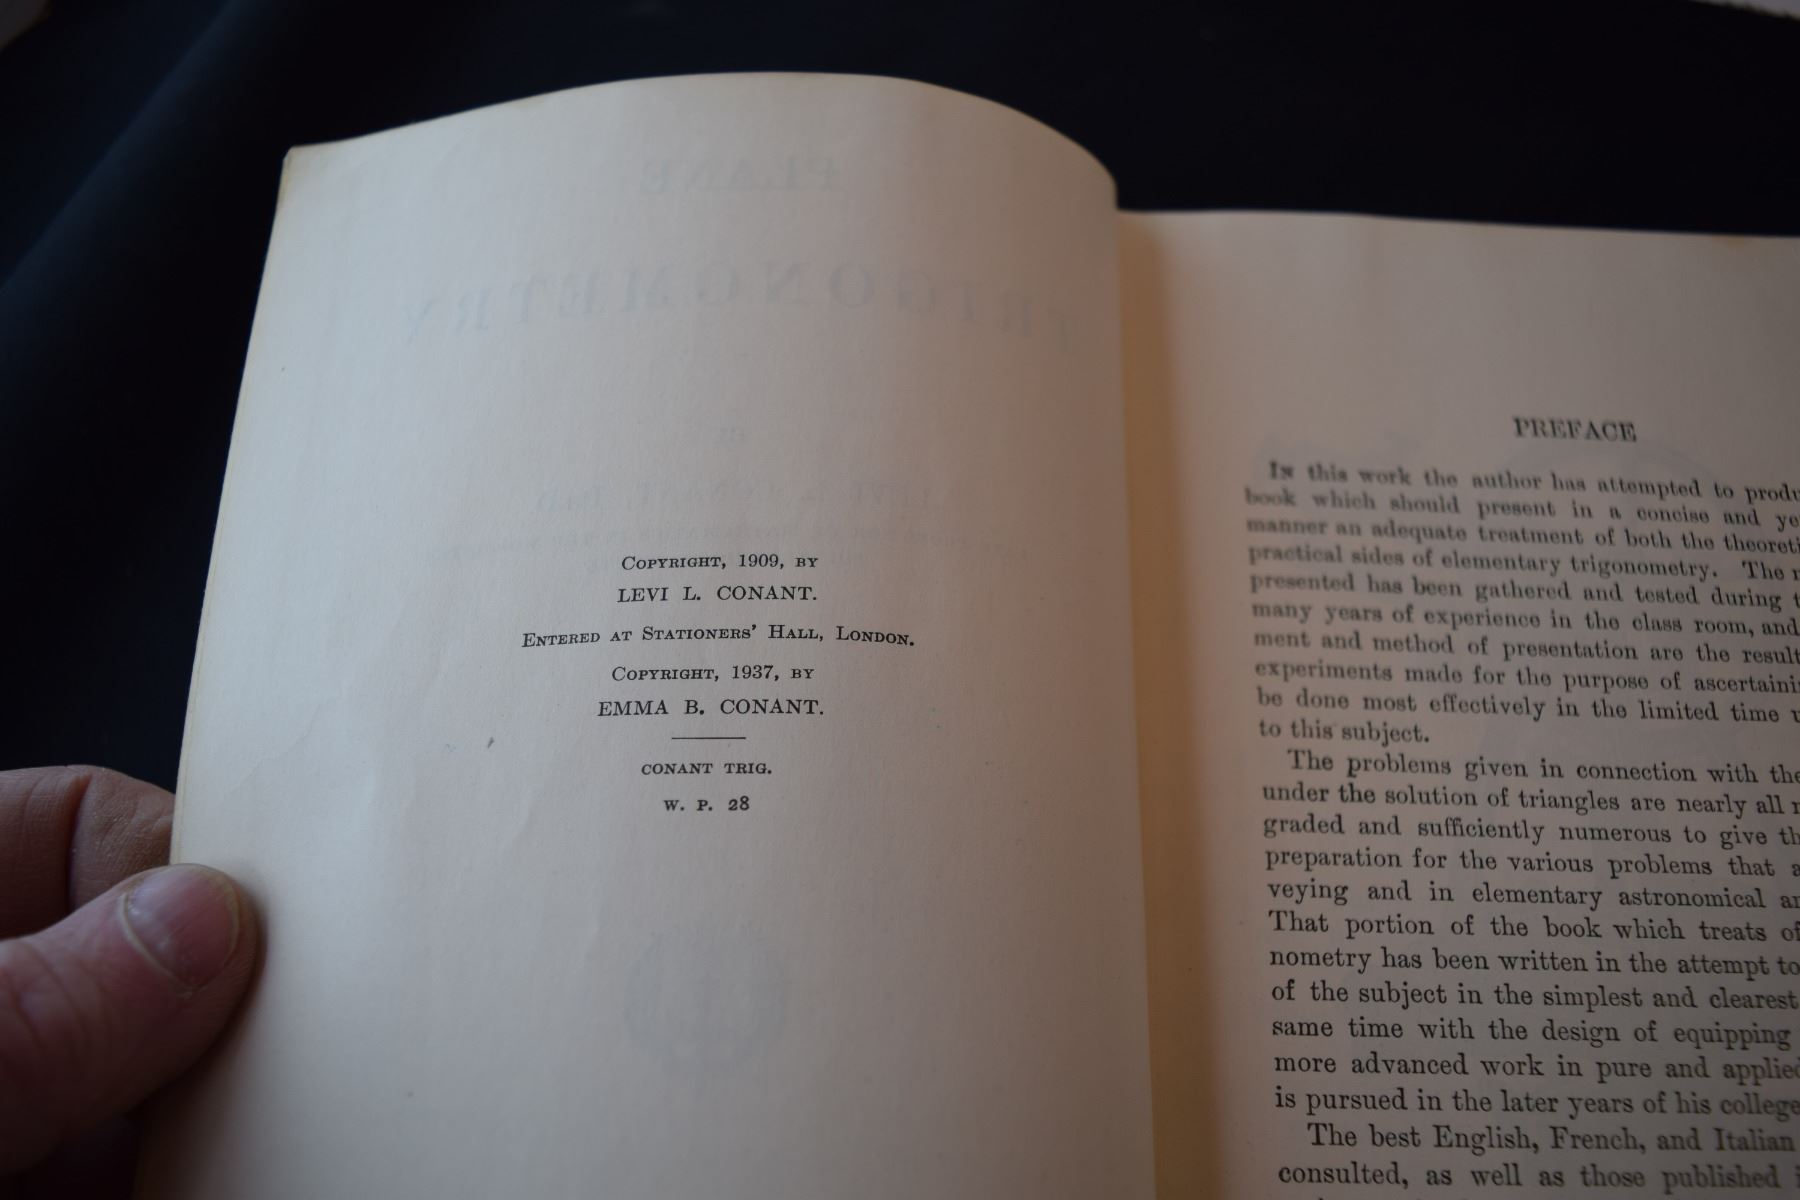 PLANE
TRIGONOMETRY
BY
COPYRIGHT, 1909, BY
LEVI L. CONANT.
ENTERED AT STATIONERS' HALL, LONDON.
COPYRIGHT, 1937, BY
EMMA B. CONANT.
CONANT TRIG.
W. P. 28
PREFACE
In this work the author has attempted to
book which should present in a concise and
manner an adequate treatment of both the
practical sides of elementary trigonometry. The
presented has been gathered and tested during
many years of experience in the class room, and
ment and method of presentation are the
experiments made for the purpose of
be done most effectively in the limited time
to this subject.
The problems given in connection with the
under the solution of triangles are nearly all
graded and sufficiently numerous to give
preparation for the various problems that
veying and in elementary astronomical
That portion of the book which treats of
nometry has been written in the attempt to
of the subject in the simplest and clearest
same time with the design of equipping
more advanced work in pure and applied
is pursued in the later years of his college
The best English, French, and Italian
consulted, as well as those published